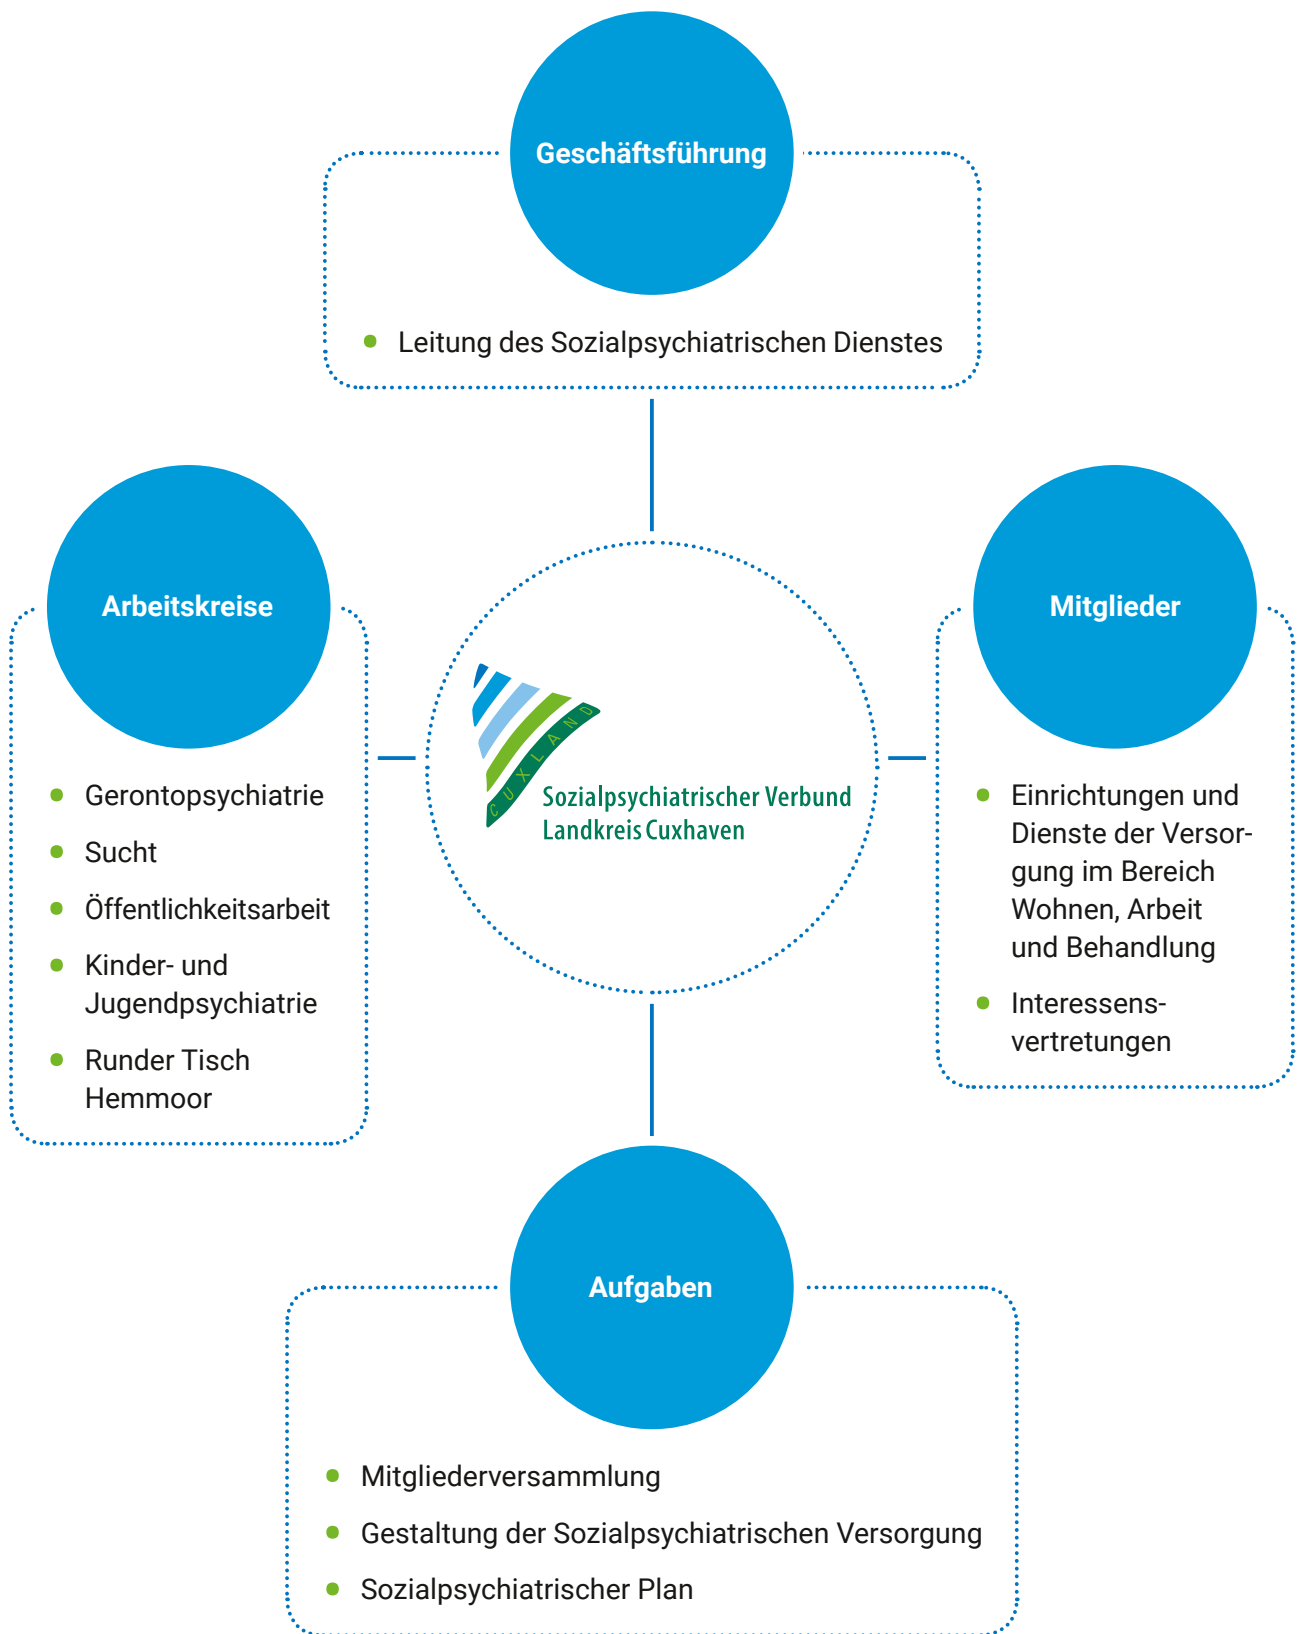 Geschäftsführung
Leitung des Sozialpsychiatrischen Dienstes
Arbeitskreise
Gerontopsychiatrie
Sucht
Öffentlichkeitsarbeit
Kinder- und
Jugendpsychiatrie
Runder Tisch
Hemmoor
CUXLAND
Sozialpsychiatrischer Verbund
Landkreis Cuxhaven
Mitglieder
Einrichtungen und
Dienste der Versor-
gung im Bereich
Wohnen, Arbeit
und Behandlung
Interessens-
vertretungen
Aufgaben
Mitgliederversammlung
Gestaltung der Sozialpsychiatrischen Versorgung
Sozialpsychiatrischer Plan